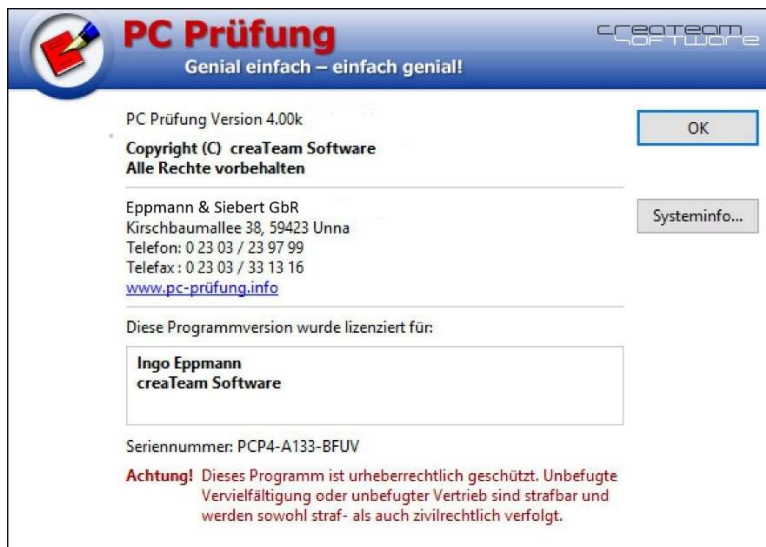 PC Prüfung
Genial einfach – einfach genial!
creaTeam
Software
PC Prüfung Version 4.00k
Copyright (C) creaTeam Software
Alle Rechte vorbehalten
OK
Eppmann & Siebert GbR
Kirschbaumallee 38, 59423 Unna
Telefon: 0 23 03 / 23 97 99
Telefax : 0 23 03 / 33 13 16
www.pc-prüfung.info
Systeminfo...
Diese Programmversion wurde lizenziert für:
Ingo Eppmann
creaTeam Software
Seriennummer: PCP4-A133-BFUV
Achtung! Dieses Programm ist urheberrechtlich geschützt. Unbefugte
Vervielfältigung oder unbefugter Vertrieb sind strafbar und
werden sowohl straf- als auch zivilrechtlich verfolgt.